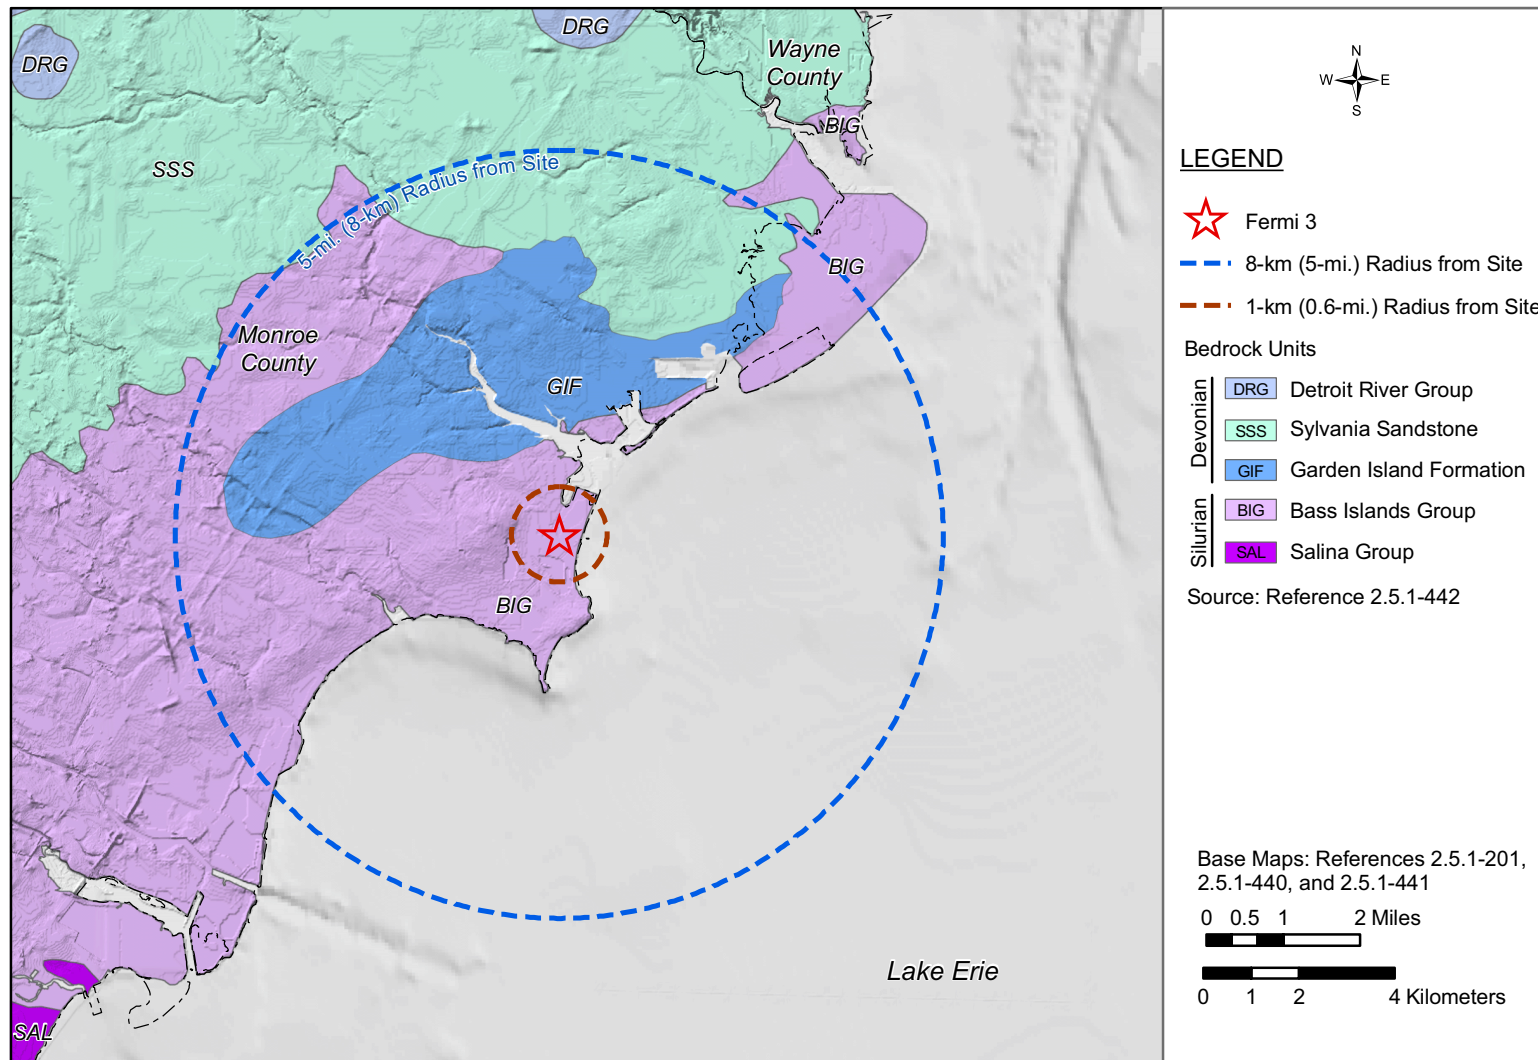 DRG
DRG
Wayne
County
BIG
SSS
5-mi. (8-km) Radius from Site
BIG
Monroe
County
GIF
BIG
Lake Erie
SAL
N
W E
S
LEGEND
Fermi 3
8-km (5-mi.) Radius from Site
1-km (0.6-mi.) Radius from Site
Bedrock Units
Devonian
DRG Detroit River Group
SSS Sylvania Sandstone
GIF Garden Island Formation
Silurian
BIG Bass Islands Group
SAL Salina Group
Source: Reference 2.5.1-442
Base Maps: References 2.5.1-201,
2.5.1-440, and 2.5.1-441
0 0.5 1 2 Miles
0 1 2 4 Kilometers